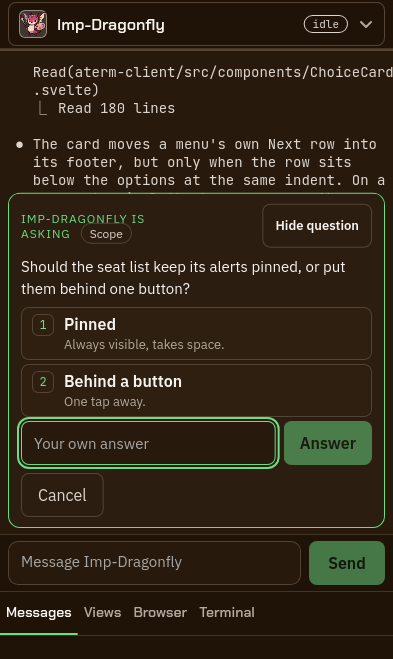 Imp-Dragonfly
idle
Read(aterm-client/src/components/ChoiceCard
.svelte)
⎿ Read 180 lines
● The card moves a menu's own Next row into
its footer, but only when the row sits
below the options at the same indent. On a
IMP-DRAGONFLY IS
ASKING Scope
Hide question
Should the seat list keep its alerts pinned, or put
them behind one button?
1 Pinned
Always visible, takes space.
2 Behind a button
One tap away.
Your own answer
Answer
Cancel
Message Imp-Dragonfly
Send
Messages Views Browser Terminal